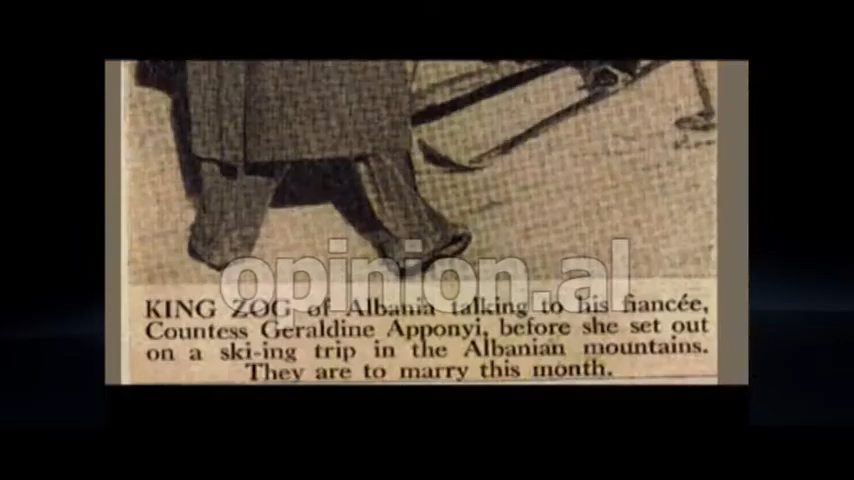 opinion.al
KING ZOG of Albania talking to his fiancée,
Countess Geraldine Apponyi, before she set out
on a ski-ing trip in the Albanian mountains.
They are to marry this month.